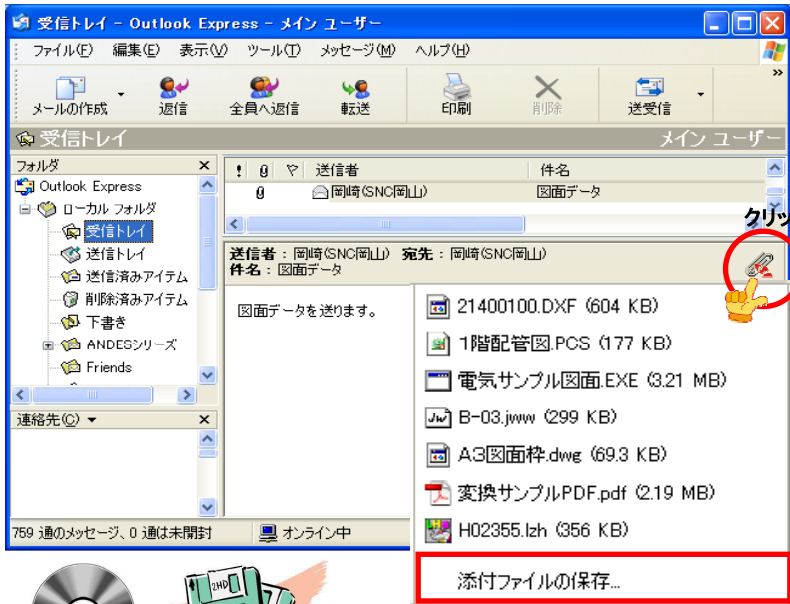 受信トレイ - Outlook Express - メイン ユーザー
ファイル(F) 編集(E) 表示(V) ツール(T) メッセージ(M) ヘルプ(H)
メールの作成 返信 全員へ返信 転送 印刷 削除 送受信 »
受信トレイ メイン ユーザー
フォルダ
! 送信者 件名
Outlook Express
岡崎(SNC岡山) 図面データ
ローカル フォルダ
クリッ
受信トレイ
送信トレイ
送信者 : 岡崎(SNC岡山) 宛先 : 岡崎(SNC岡山)
件名 : 図面データ
送信済みアイテム
削除済みアイテム
図面データを送ります。
下書き
ANDESシリーズ
Friends
連絡先(C)
21400100.DXF (604 KB)
1階配管図.PCS (177 KB)
電気サンプル図面.EXE (3.21 MB)
Jw B-03.jww (299 KB)
A3図面枠.dwg (69.3 KB)
変換サンプルPDF.pdf (2.19 MB)
H02355.lzh (356 KB)
添付ファイルの保存...
759 通のメッセージ、0 通は未開封 オンライン中
2HD